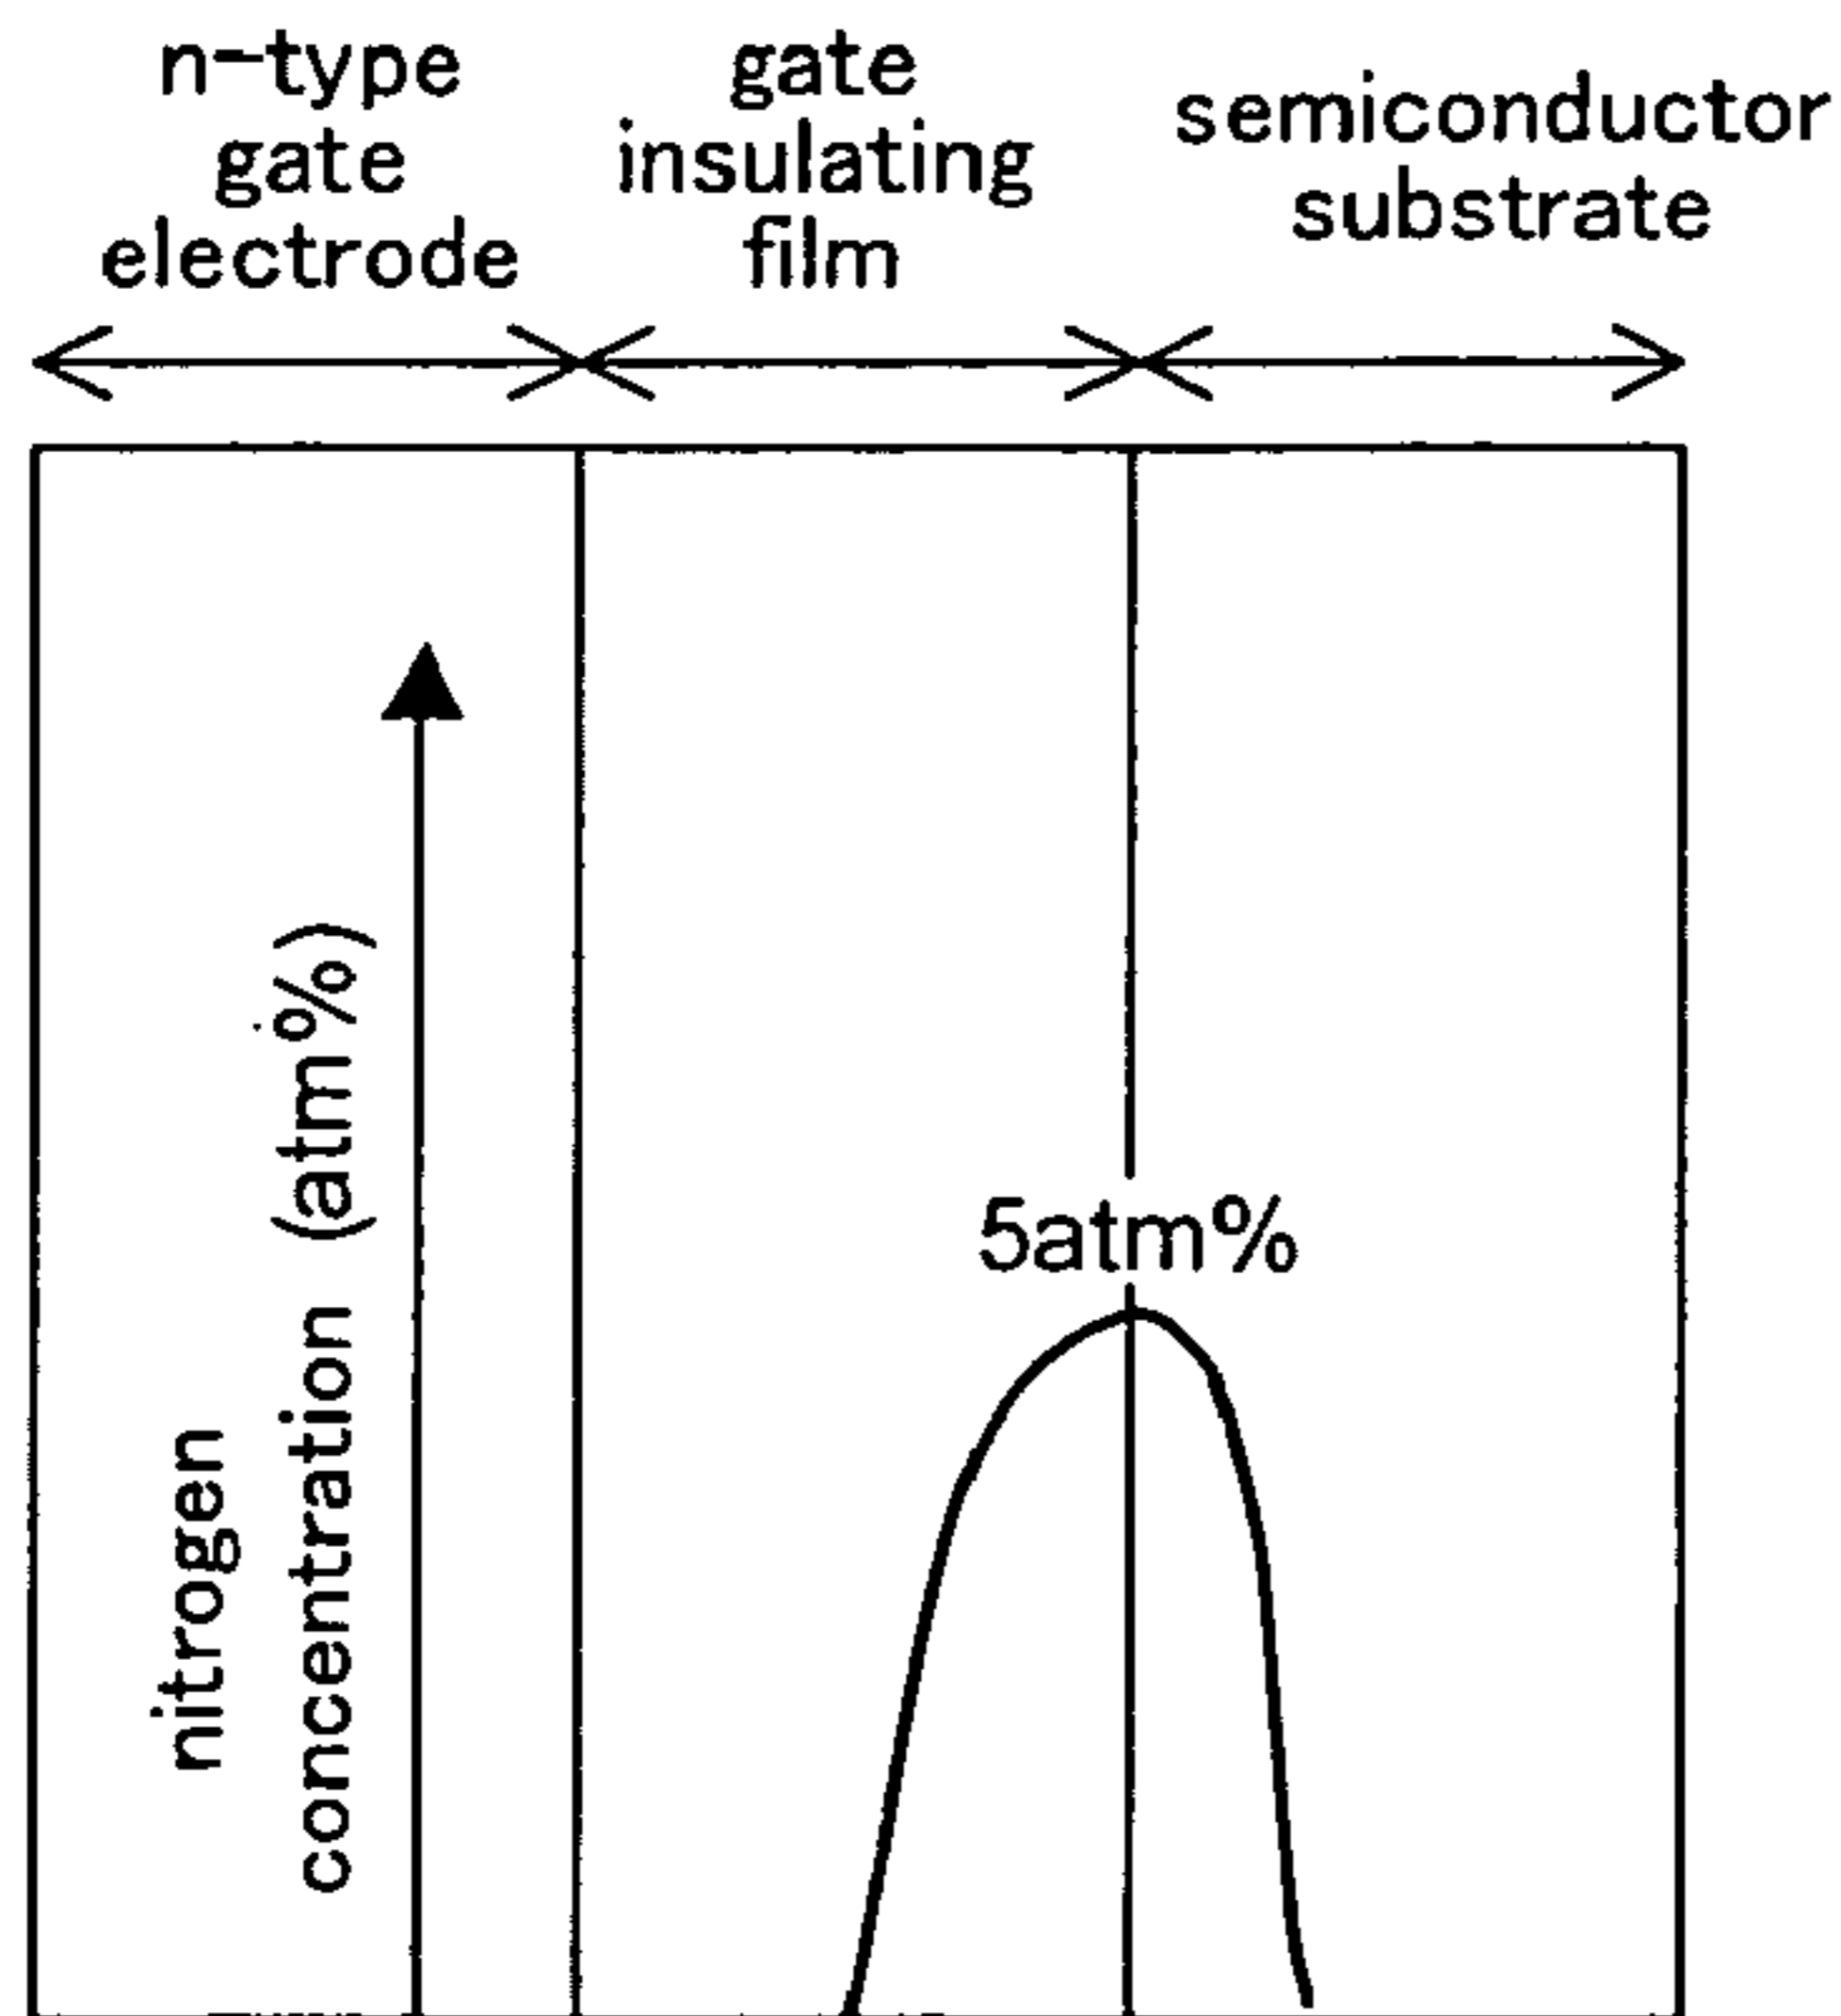 n-type
gate
electrode
gate
insulating
film
semiconductor
substrate
nitrogen
concentration (atm%)
5atm%